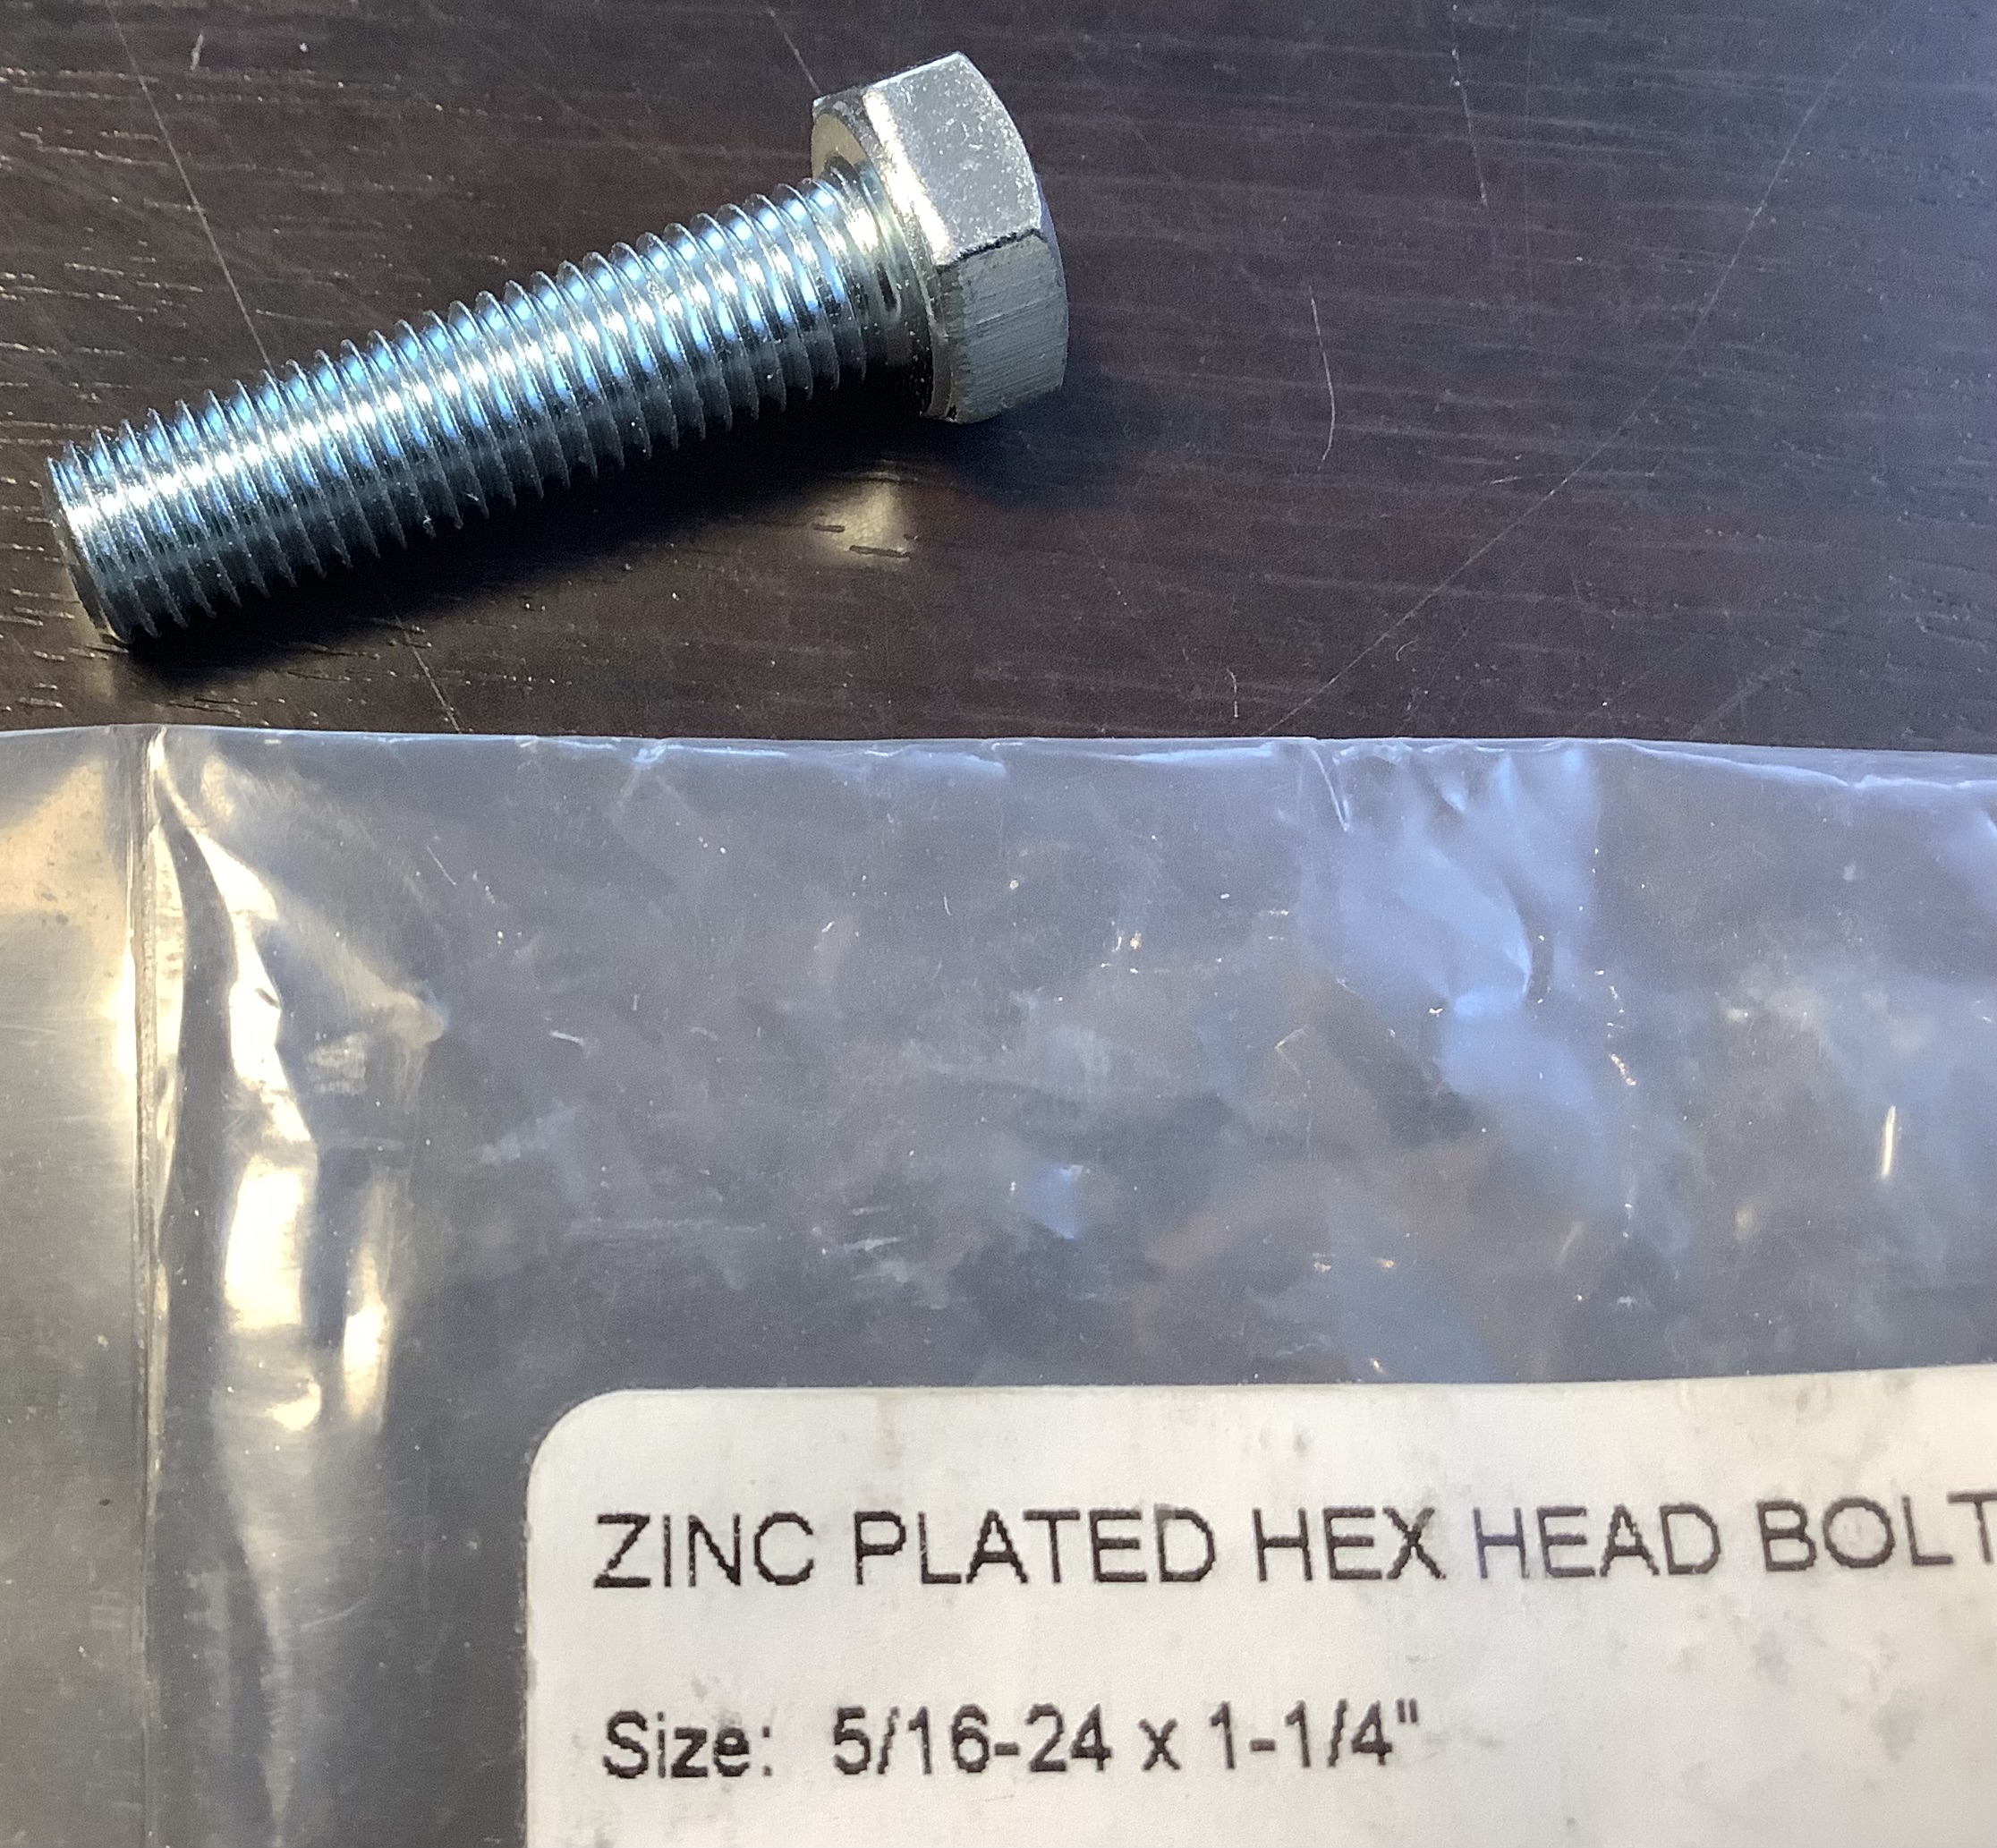 ZINC PLATED HEX HEAD BOLT
Size: 5/16-24 x 1-1/4"